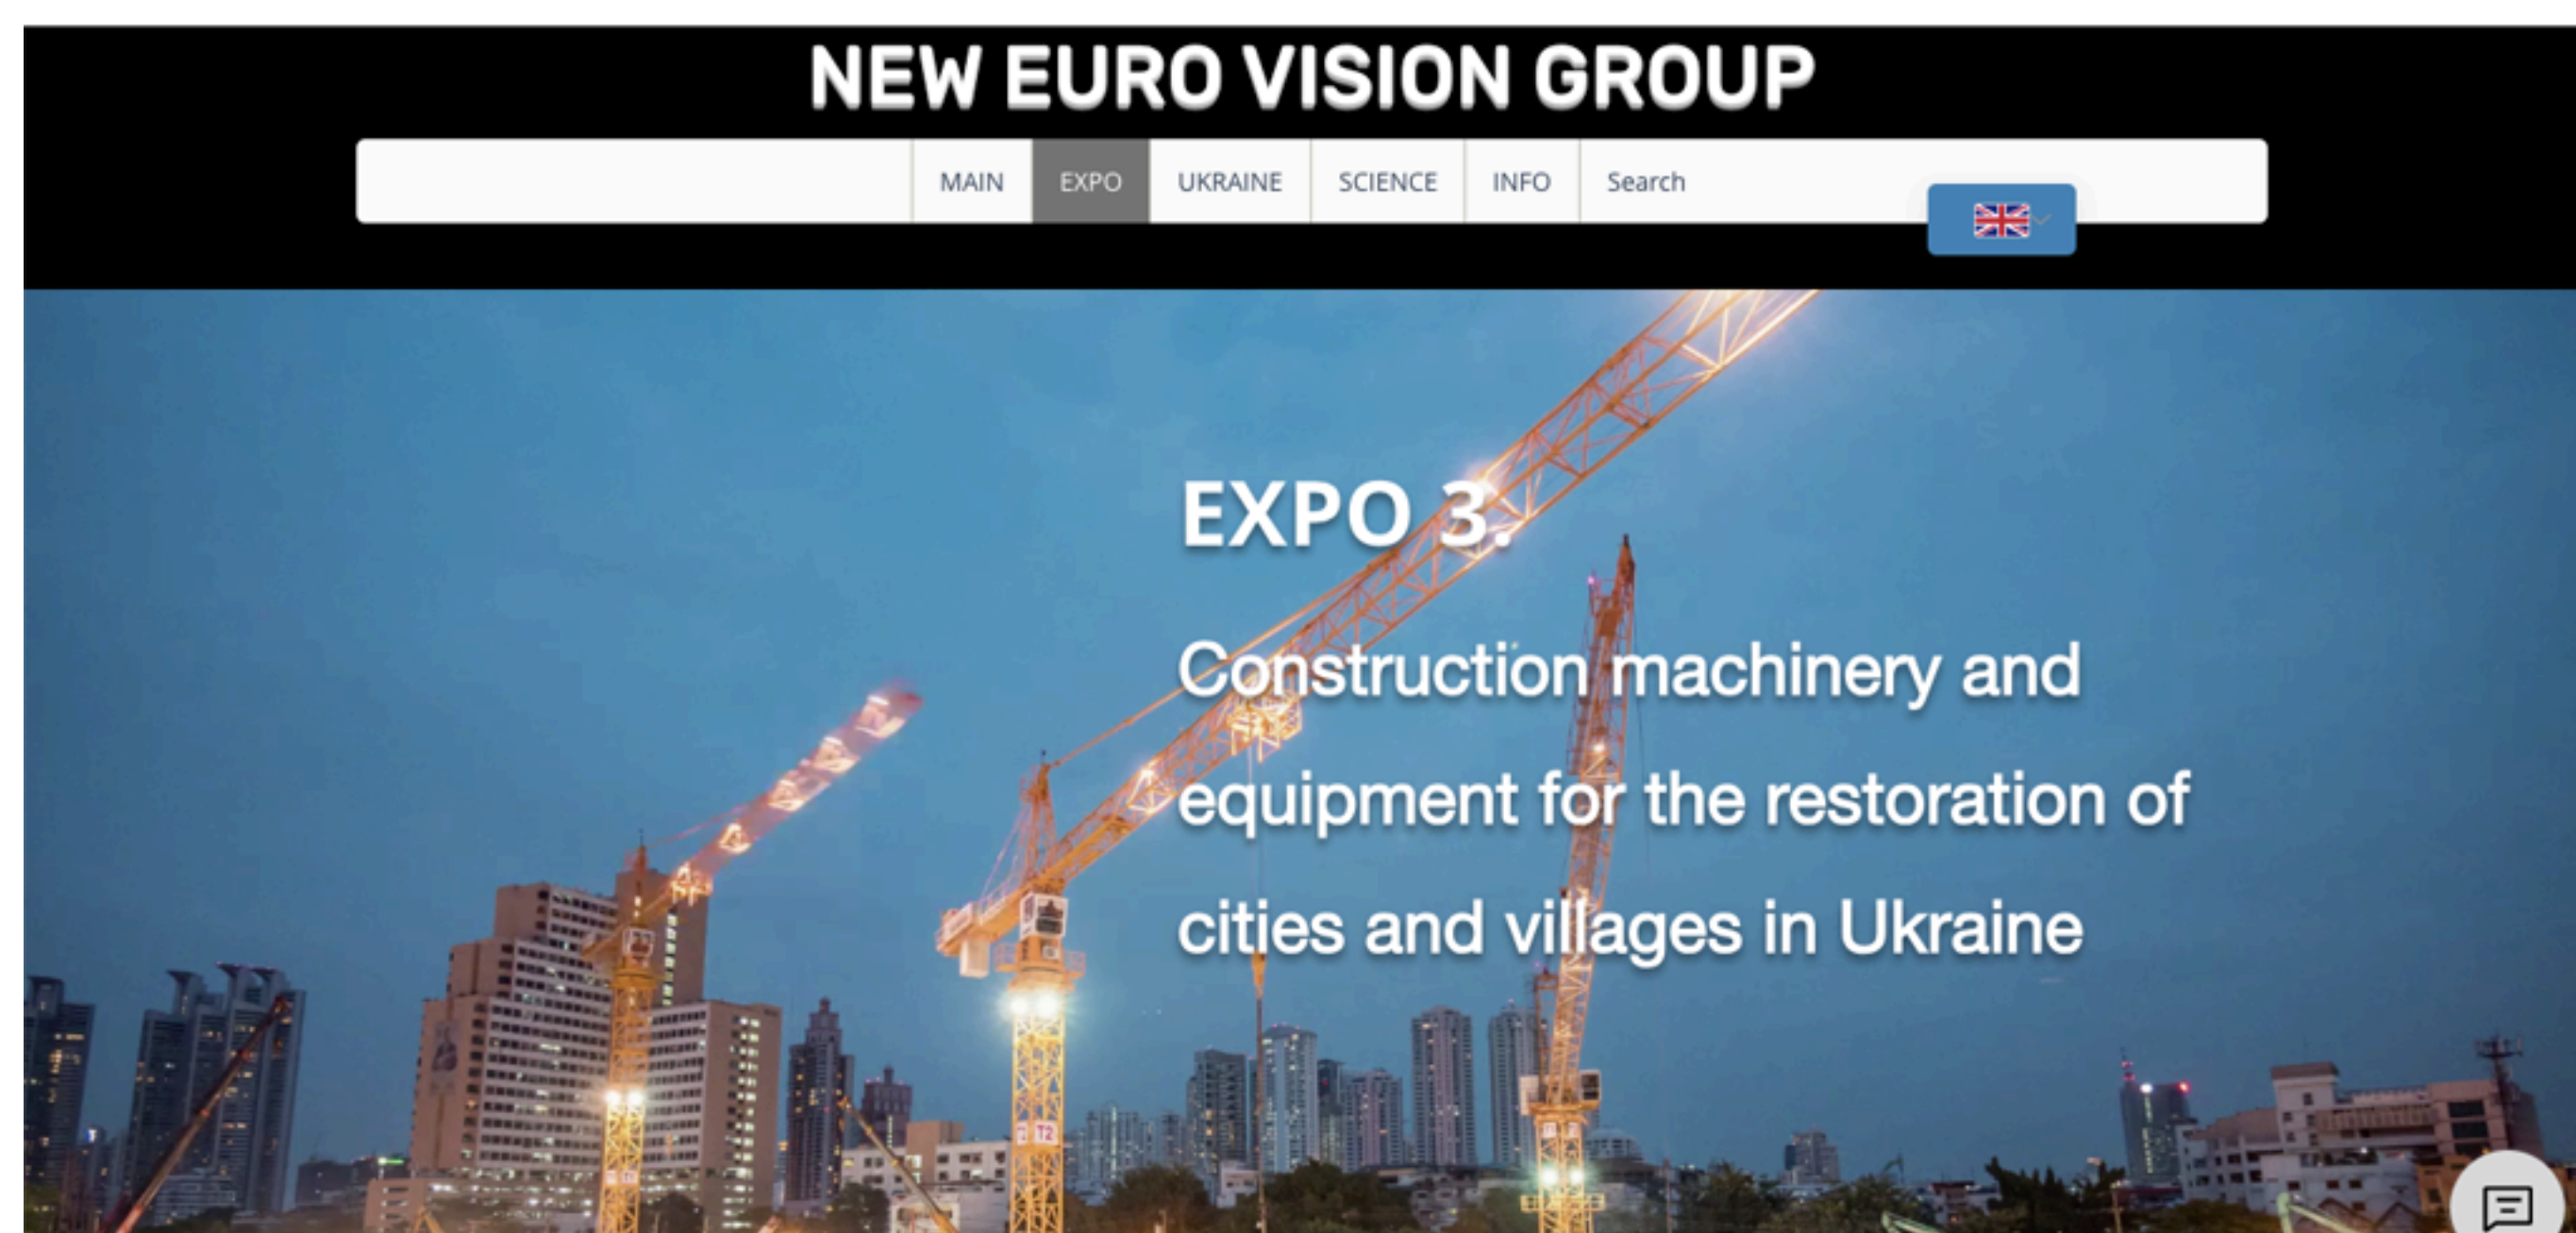 NEW EURO VISION GROUP
MAIN EXPO UKRAINE SCIENCE INFO Search
EXPO 3.
Construction machinery and
equipment for the restoration of
cities and villages in Ukraine
T2